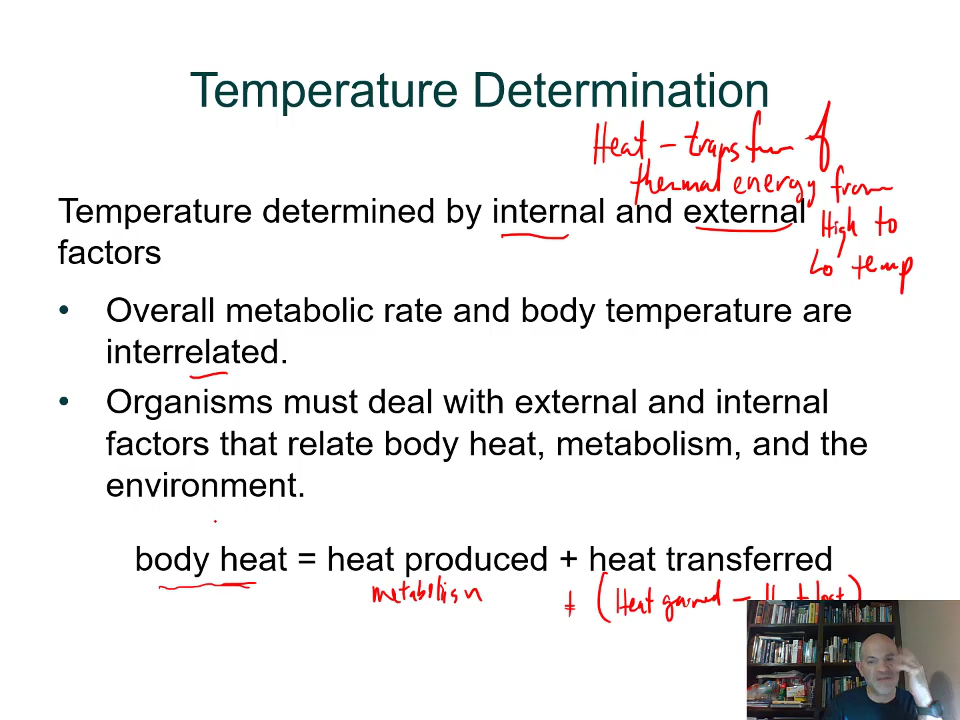 Temperature Determination
Heat – transfer of
thermal energy from
High to
Lo temp
Temperature determined by internal and external
factors
• Overall metabolic rate and body temperature are
interrelated.
• Organisms must deal with external and internal
factors that relate body heat, metabolism, and the
environment.
body heat = heat produced + heat transferred
metabolism
+ (Heat gained – Heat lost)